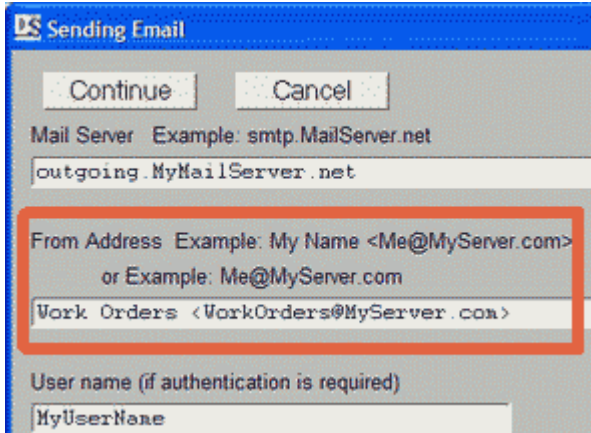 DS Sending Email
Continue Cancel
Mail Server Example: smtp.MailServer.net
outgoing.MyMailServer.net
From Address Example: My Name <Me@MyServer.com>
or Example: Me@MyServer.com
Work Orders <WorkOrders@MyServer.com>
User name (if authentication is required)
MyUserName